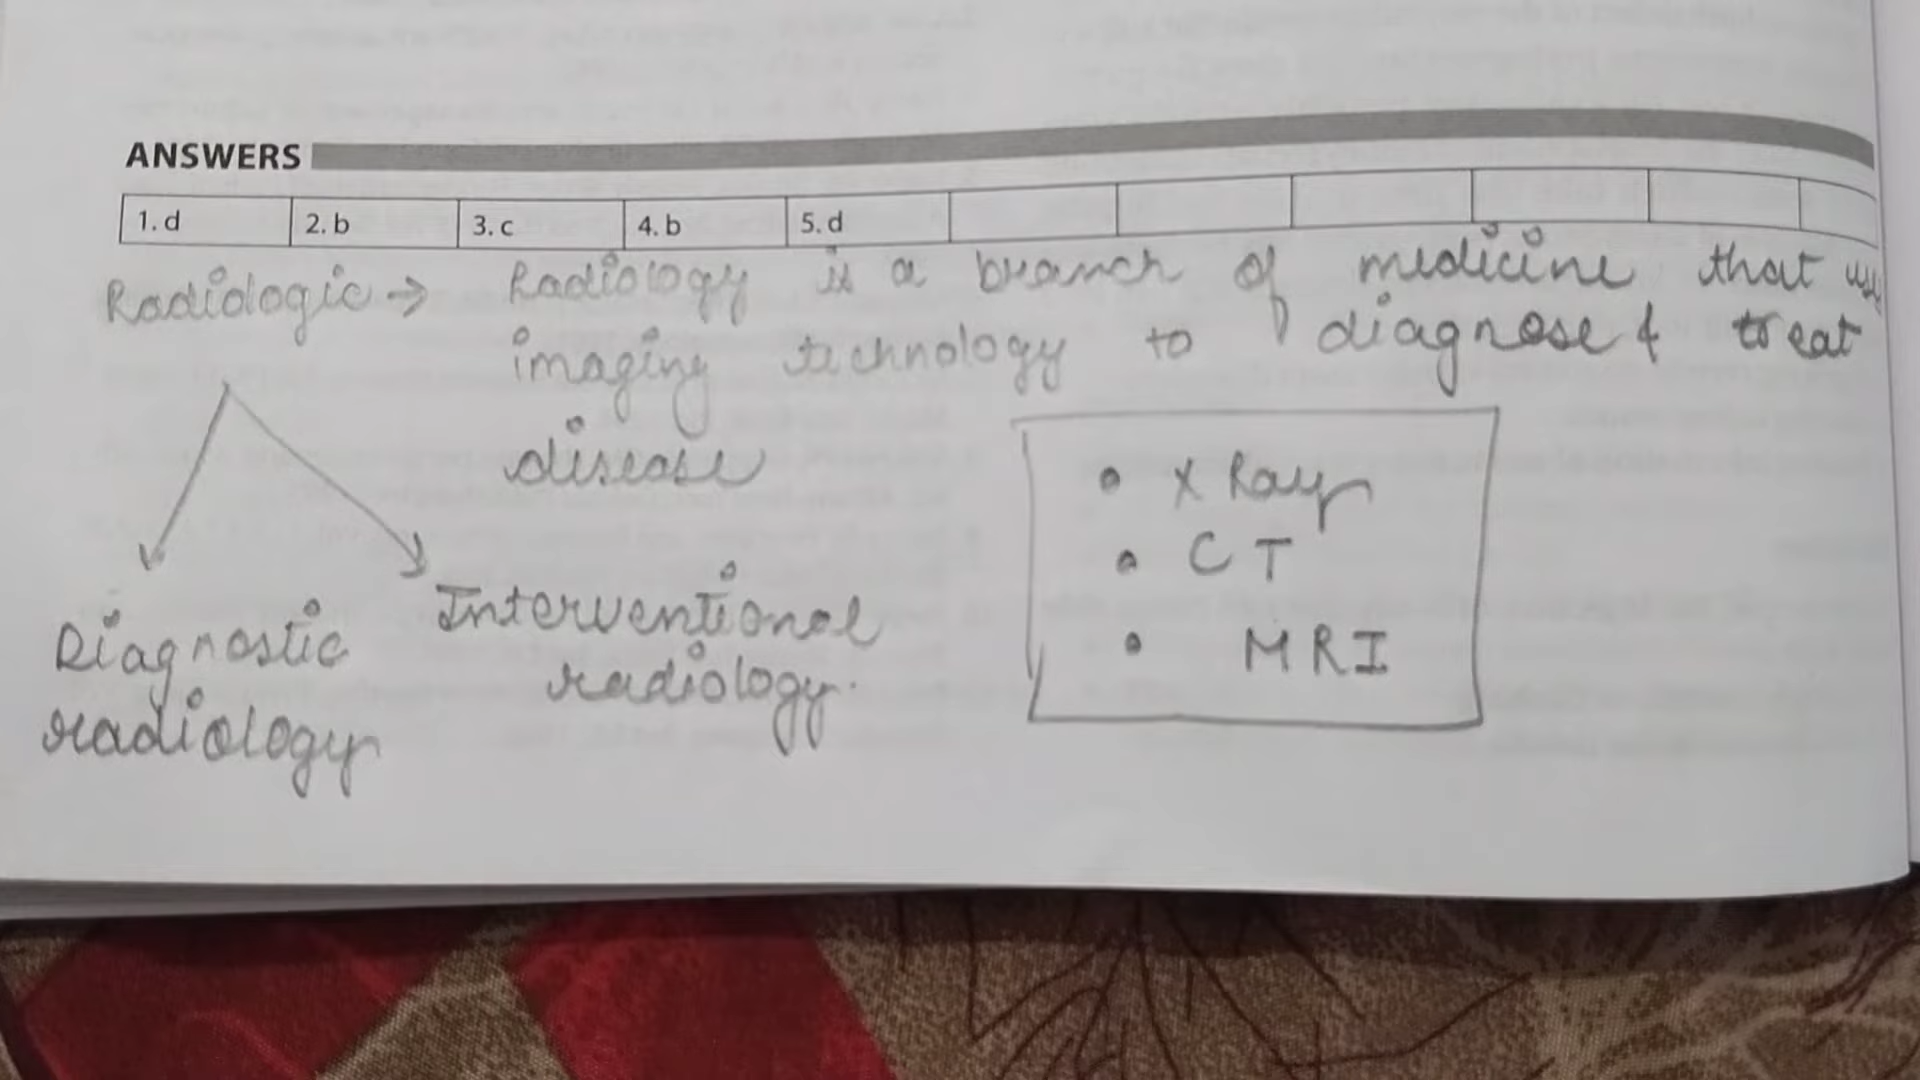 ANSWERS
1. d 2. b 3. c 4. b 5. d
Radiologic → Radiology is a branch of medicine that
imaging technology to diagnose & treat
disease
• X Ray
• CT
• MRI
Diagnostic
radiology
Interventional
radiology.